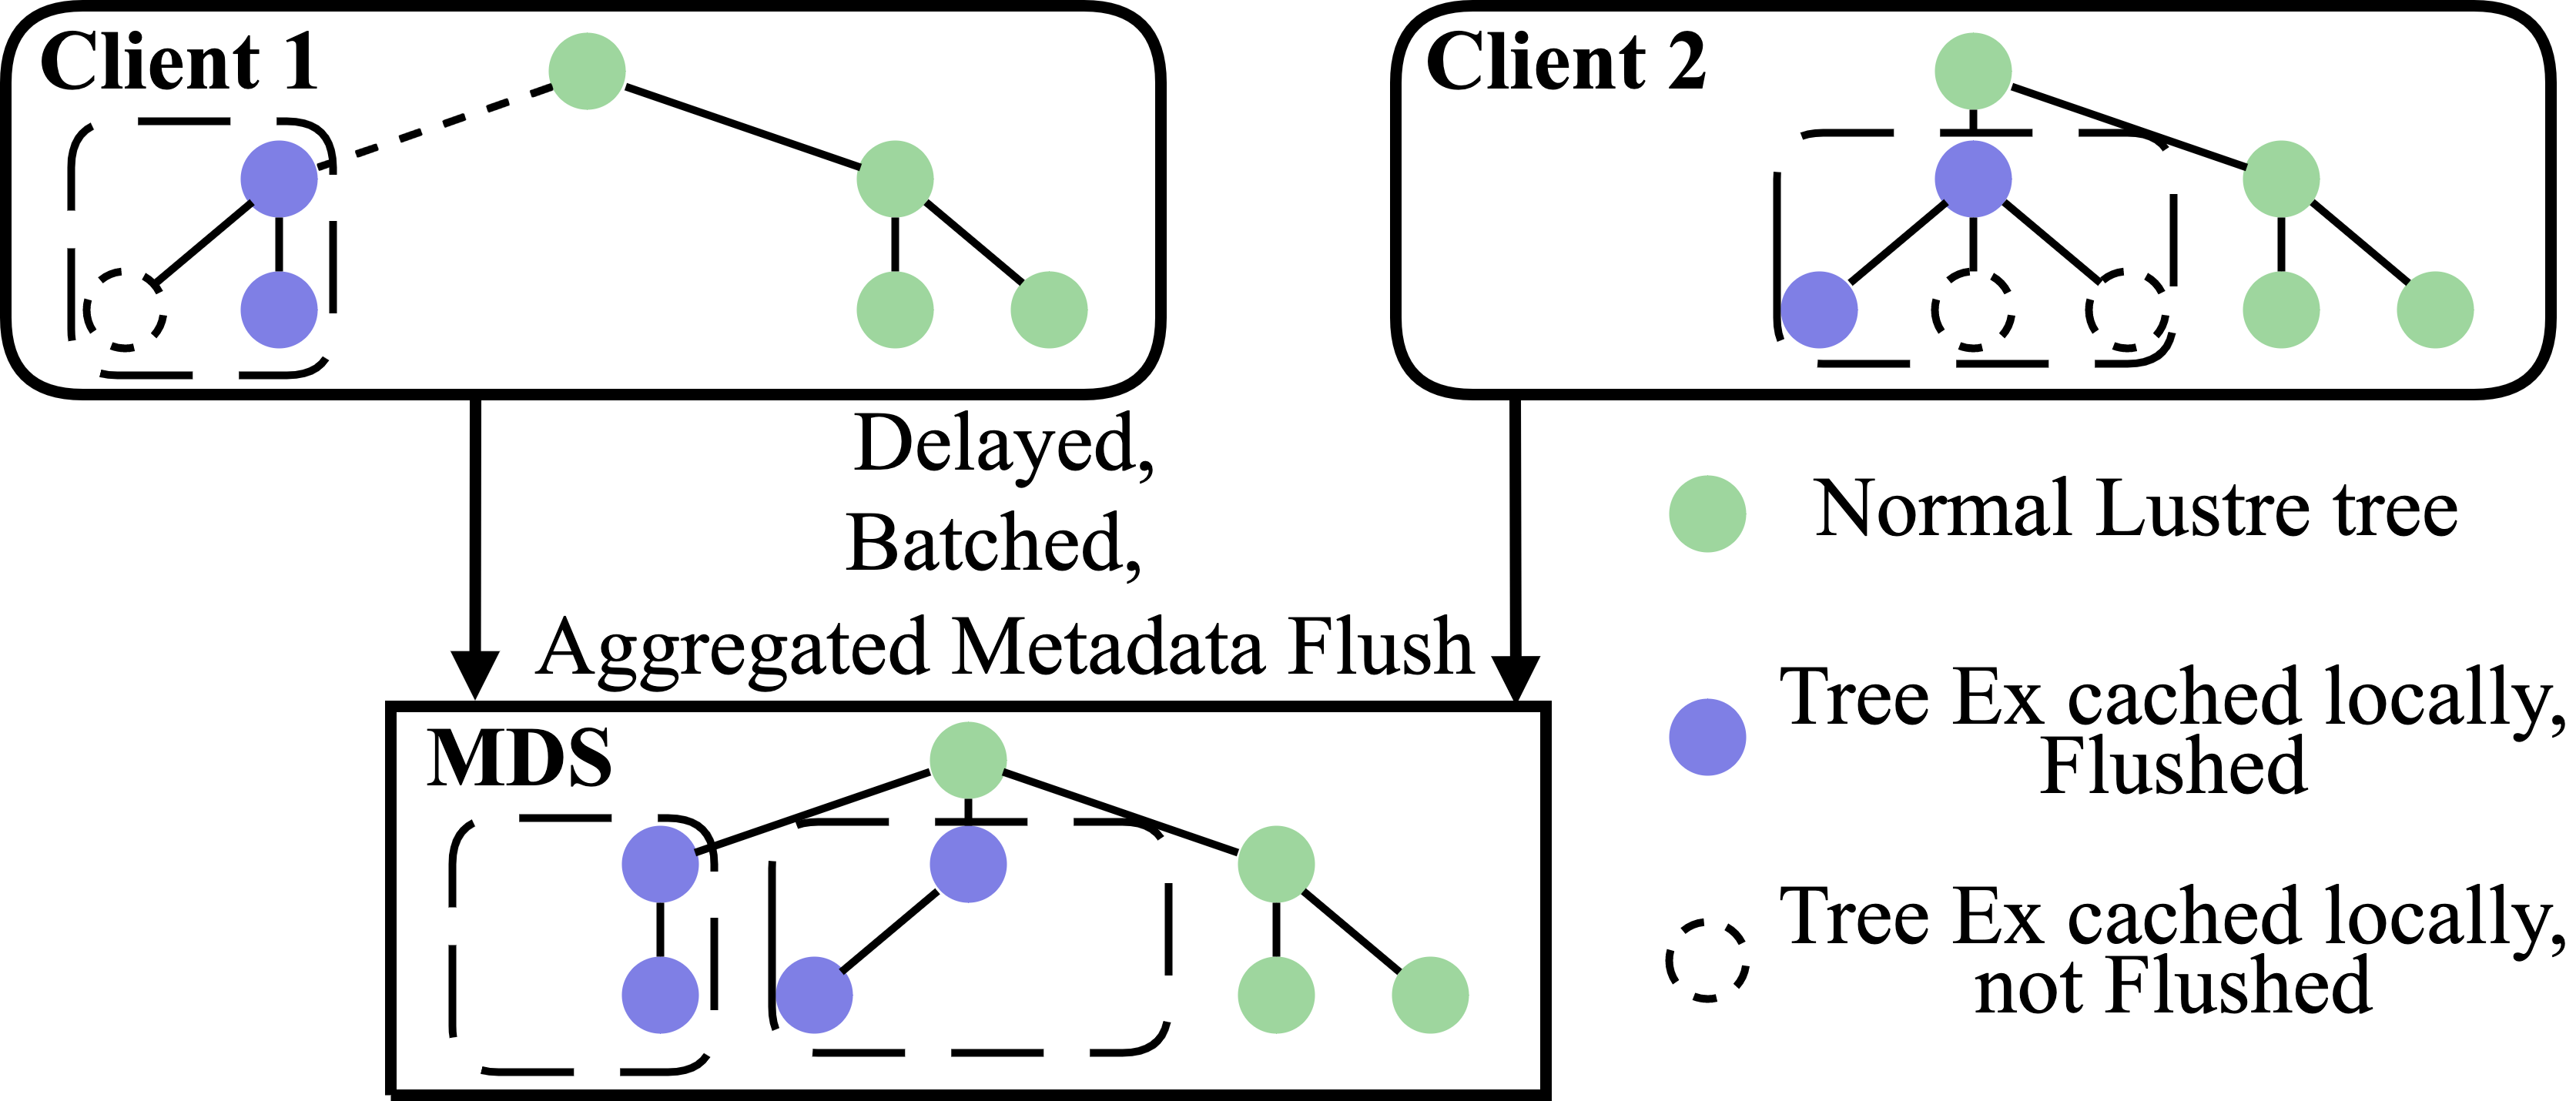 Client 1
Client 2
Delayed,
Batched,
Aggregated Metadata Flush
MDS
Normal Lustre tree
Tree Ex cached locally,
Flushed
Tree Ex cached locally,
not Flushed